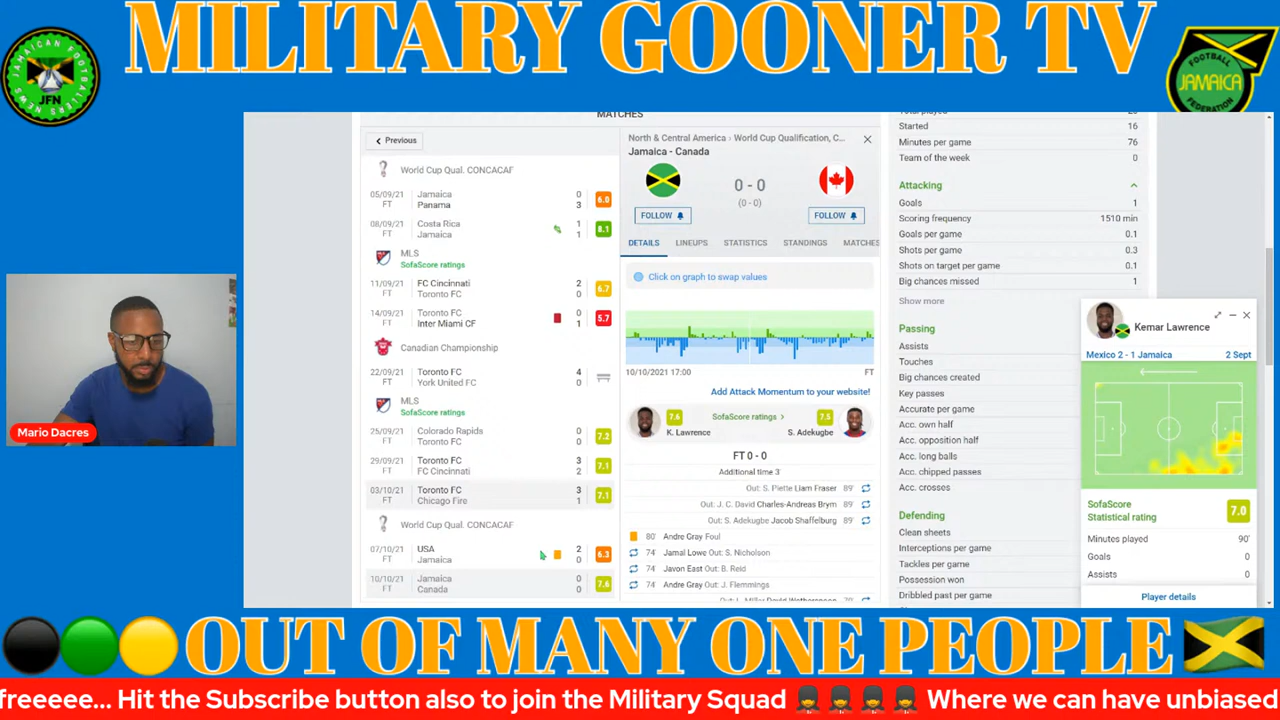 MILITARY GOONER TV
JAMAICAN FOOTBALLERS NEWS
JFN
FOOTBALL
JAMAICA
FEDERATION
MATCHES
Previous
World Cup Qual. CONCACAF
05/09/21 Jamaica 0 6.0
FT Panama 3
08/09/21 Costa Rica 1 8.1
FT Jamaica 1
MLS
SofaScore ratings
11/09/21 FC Cincinnati 2 6.7
FT Toronto FC 0
14/09/21 Toronto FC 0 5.7
FT Inter Miami CF 1
Canadian Championship
22/09/21 Toronto FC 4
FT York United FC 0
MLS
SofaScore ratings
25/09/21 Colorado Rapids 0 7.2
FT Toronto FC 0
29/09/21 Toronto FC 3 7.1
FT FC Cincinnati 2
03/10/21 Toronto FC 3 7.1
FT Chicago Fire 1
World Cup Qual. CONCACAF
07/10/21 USA 2 6.3
FT Jamaica 0
10/10/21 Jamaica 0 7.6
FT Canada 0
North & Central America › World Cup Qualification, C...
Jamaica - Canada
0 - 0
(0 - 0)
FOLLOW FOLLOW
DETAILS LINEUPS STATISTICS STANDINGS MATCHES
Click on graph to swap values
10/10/2021 17:00 FT
Add Attack Momentum to your website!
7.6 SofaScore ratings 7.5
K. Lawrence S. Adekugbe
FT 0 - 0
Additional time 3'
Out: S. Piette Liam Fraser 89'
Out: J. C. David Charles-Andreas Brym 89'
Out: S. Adekugbe Jacob Shaffelburg 89'
80' Andre Gray Foul
74' Jamal Lowe Out: S. Nicholson
74' Javon East Out: B. Reid
74' Andre Gray Out: J. Flemmings
Started 16
Minutes per game 76
Team of the week 0
Attacking
Goals 1
Scoring frequency 1510 min
Goals per game 0.1
Shots per game 0.3
Shots on target per game 0.1
Big chances missed 1
Show more
Passing
Assists
Touches
Big chances created
Key passes
Accurate per game
Acc. own half
Acc. opposition half
Acc. long balls
Acc. chipped passes
Acc. crosses
Defending
Clean sheets
Interceptions per game
Tackles per game
Possession won
Dribbled past per game
Kemar Lawrence
Mexico 2 - 1 Jamaica 2 Sept
SofaScore
Statistical rating 7.0
Minutes played 90'
Goals 0
Assists 0
Player details
Mario Dacres
OUT OF MANY ONE PEOPLE
freeeee... Hit the Subscribe button also to join the Military Squad Where we can have unbiased